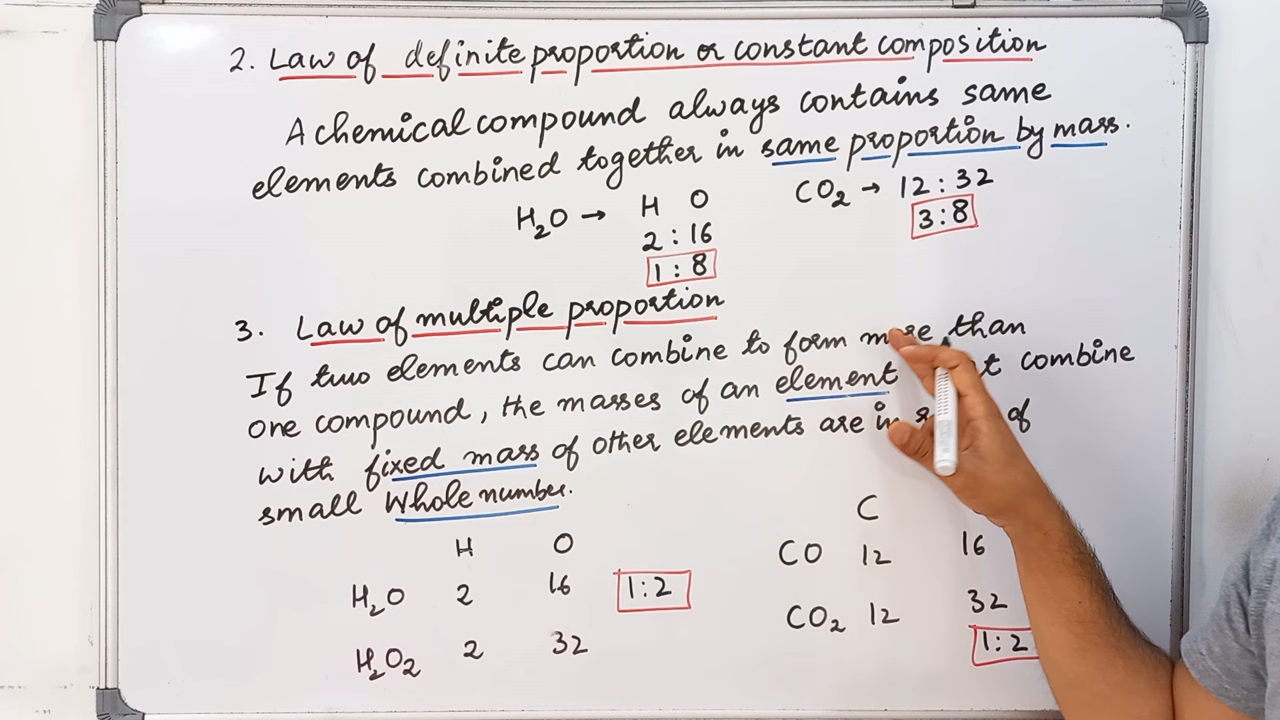 2. Law of definite proportion or constant composition
A chemical compound always contains same
elements combined together in same proportion by mass.
H₂O → H O
2 : 16
1 : 8
CO₂ → 12 : 32
3 : 8
3. Law of multiple proportion
If two elements can combine to form more than
one compound, the masses of an element combine
with fixed mass of other elements are in of
small Whole number.
H O
H₂O 2 16 1:2
H₂O₂ 2 32
C
CO 12 16
CO₂ 12 32
1:2